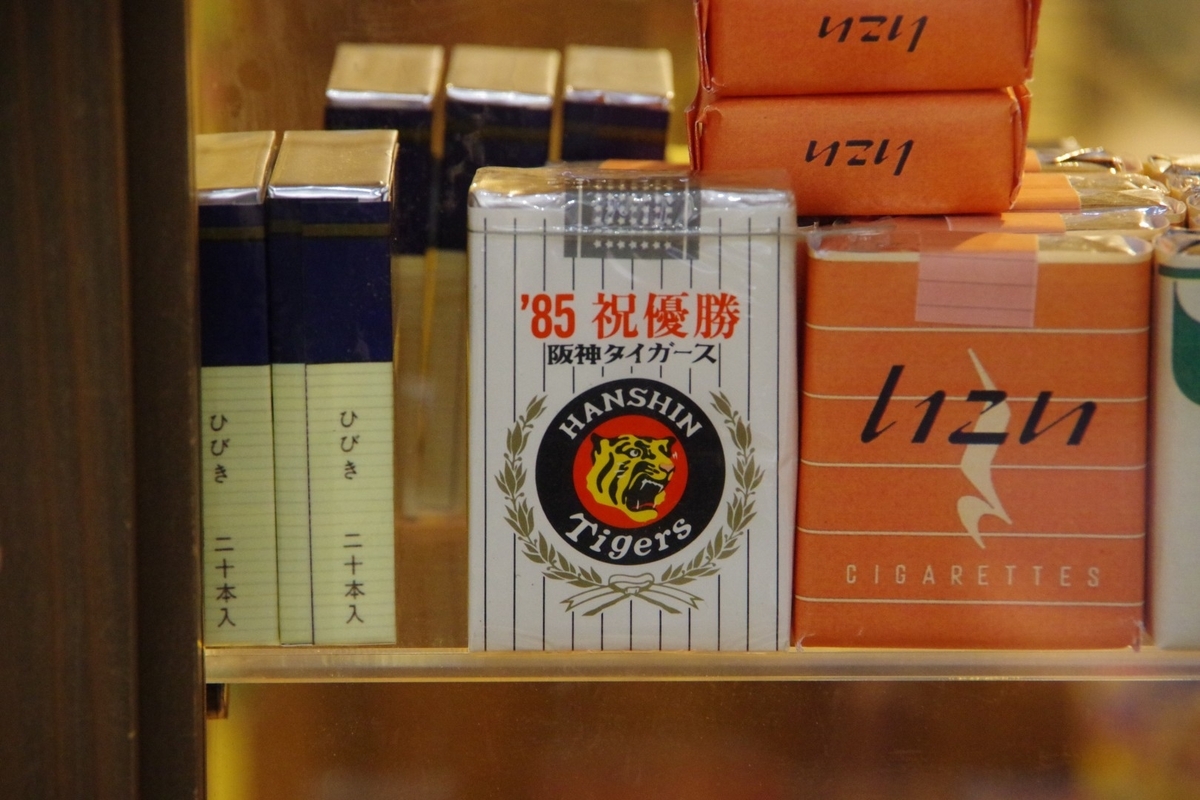 いこい
いこい
'85 祝優勝
阪神タイガース
HANSHIN
Tigers
いこい
CIGARETTES
ひびき 二十本入
ひびき 二十本入